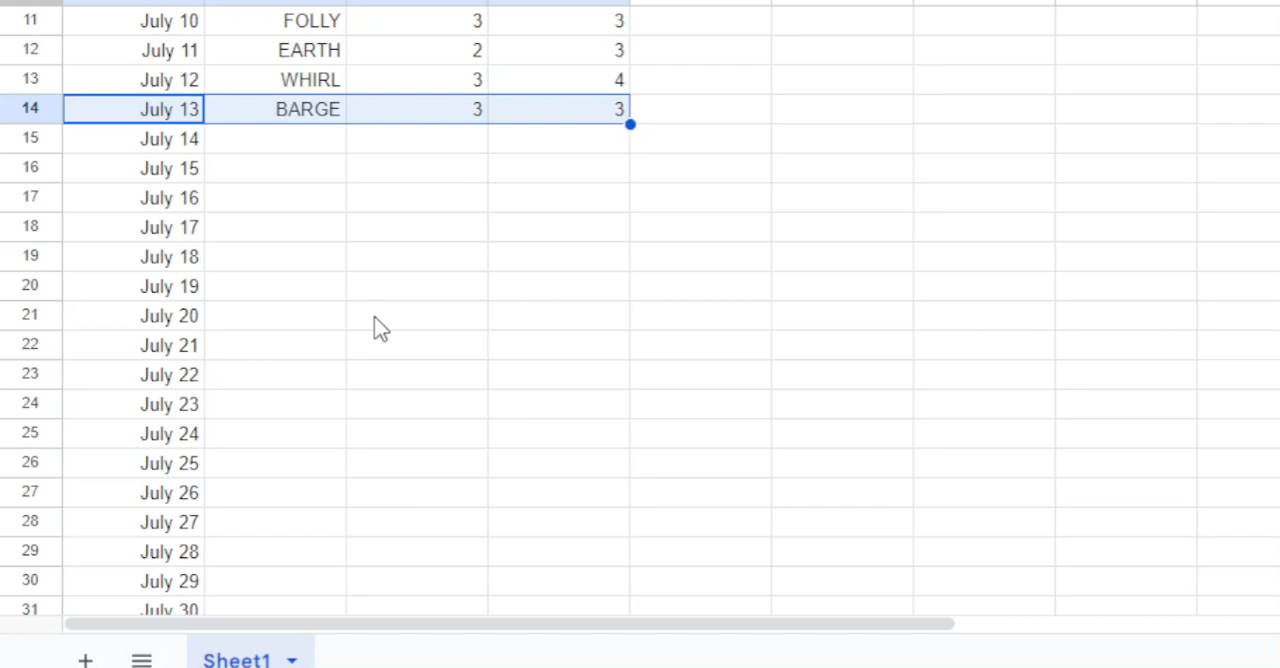 11 July 10 FOLLY 3 3
12 July 11 EARTH 2 3
13 July 12 WHIRL 3 4
14 July 13 BARGE 3 3
15 July 14
16 July 15
17 July 16
18 July 17
19 July 18
20 July 19
21 July 20
22 July 21
23 July 22
24 July 23
25 July 24
26 July 25
27 July 26
28 July 27
29 July 28
30 July 29
31 July 30
Sheet1